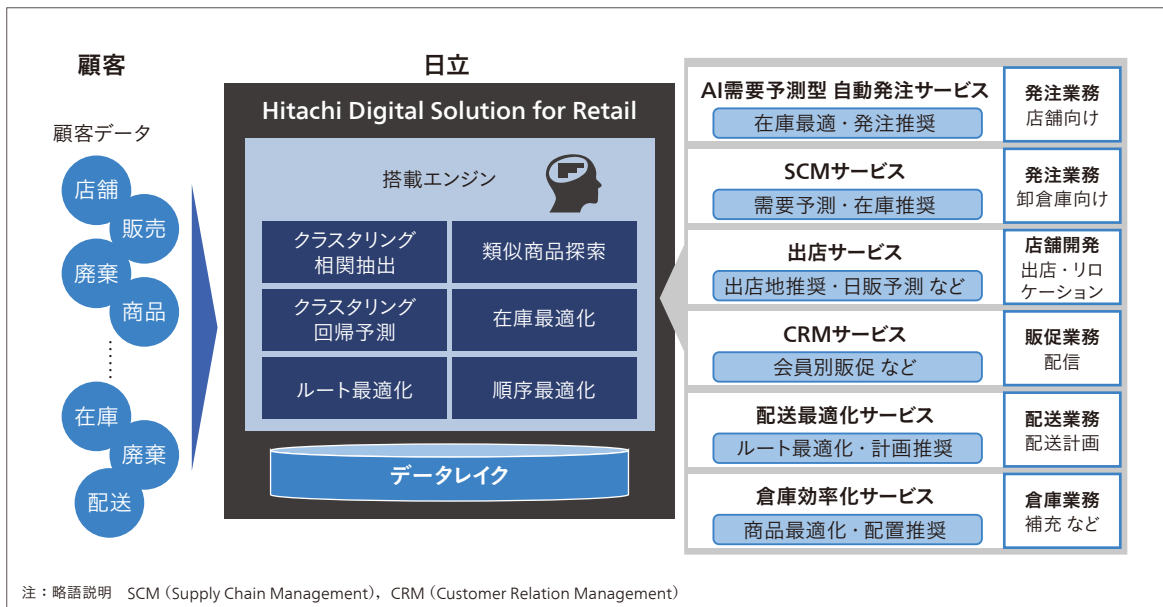 顧客
顧客データ
店舗
販売
廃棄
商品
在庫
廃棄
配送
日立
Hitachi Digital Solution for Retail
搭載エンジン
クラスタリング
相関抽出
類似商品探索
クラスタリング
回帰予測
在庫最適化
ルート最適化
順序最適化
データレイク
AI需要予測型 自動発注サービス
在庫最適・発注推奨
発注業務
店舗向け
SCMサービス
需要予測・在庫推奨
発注業務
卸倉庫向け
出店サービス
出店地推奨・日販予測 など
店舗開発
出店・リロ
ケーション
CRMサービス
会員別販促 など
販促業務
配信
配送最適化サービス
ルート最適化・計画推奨
配送業務
配送計画
倉庫効率化サービス
商品最適化・配置推奨
倉庫業務
補充 など
注：略語説明 SCM（Supply Chain Management），CRM（Customer Relation Management）